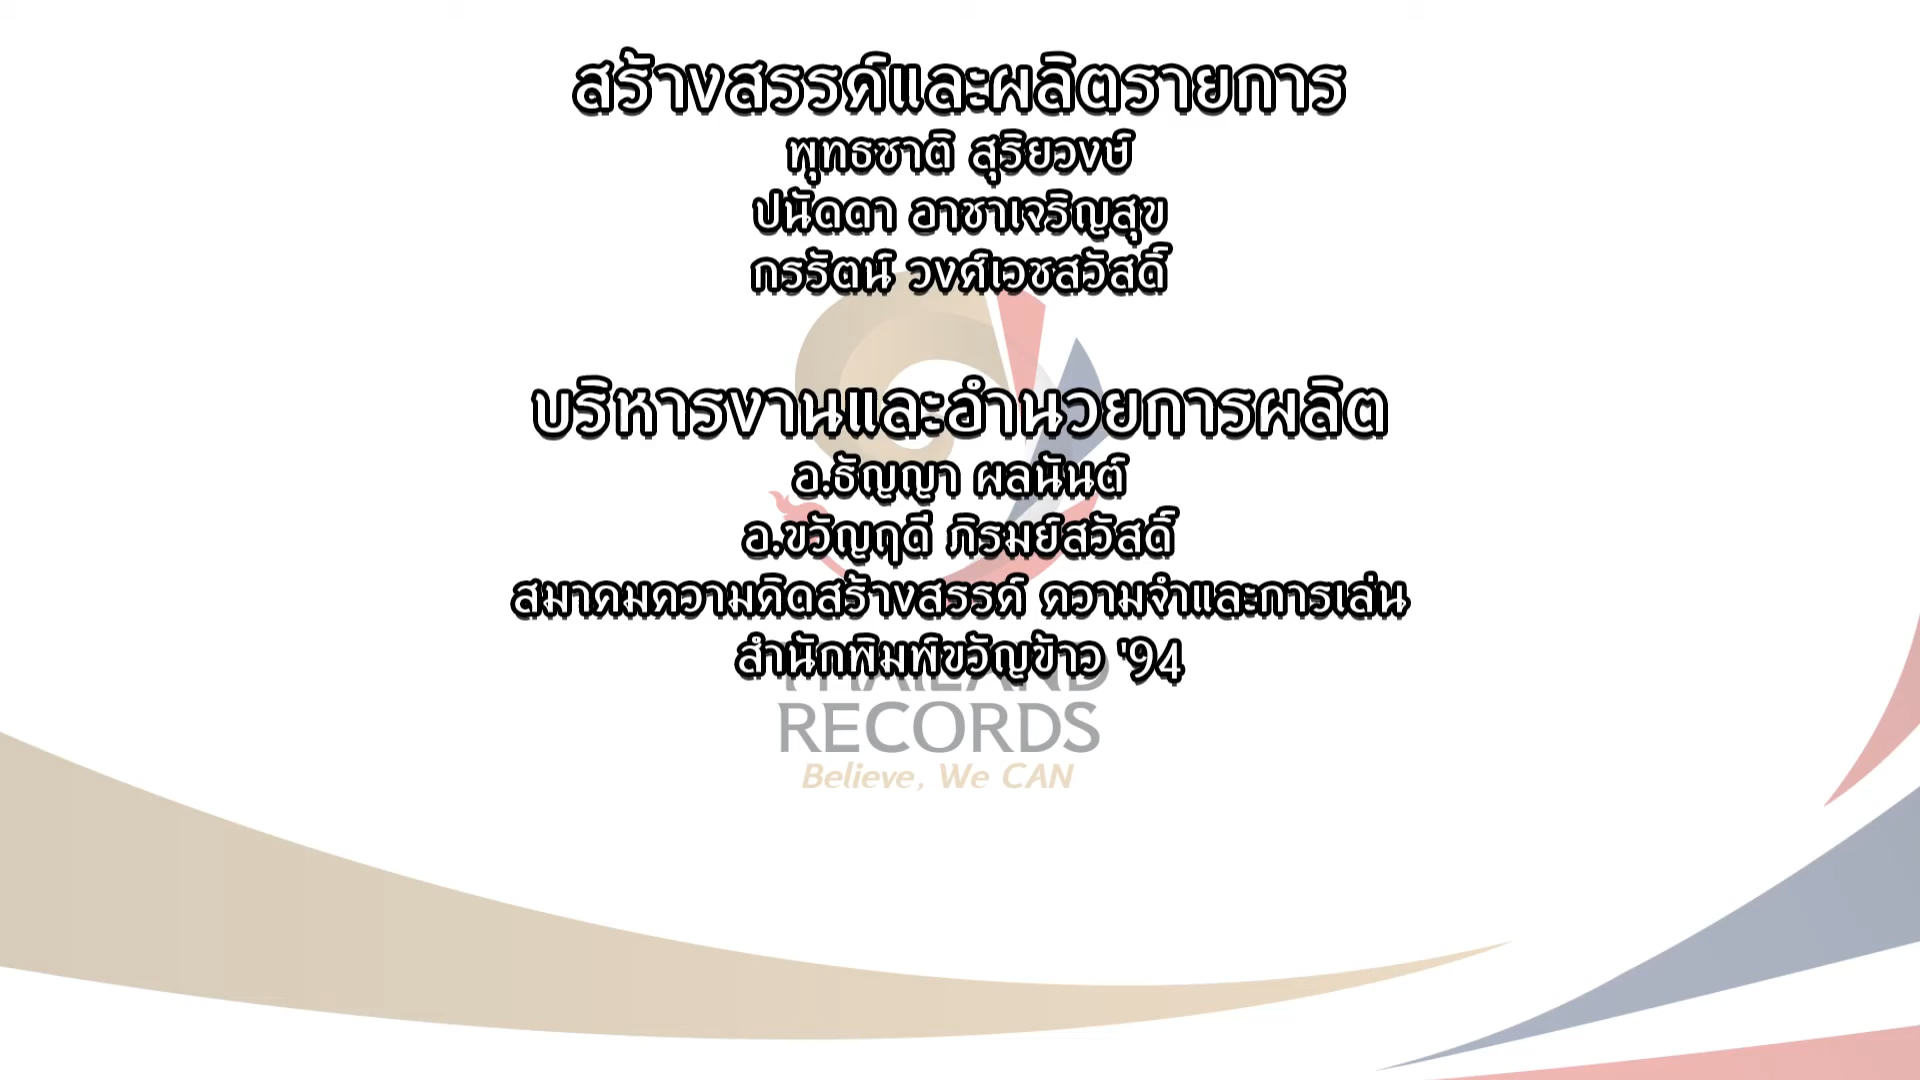 สร้างสรรค์และผลิตรายการ
พุทธชาติ สุริยวงษ์
ปนัดดา อาชาเจริญสุข
กรรัตน์ วงศ์เวชสวัสดิ์
บริหารงานและอำนวยการผลิต
อ.ธัญญา ผลนันต์
อ.ขวัญฤดี ภิรมย์สวัสดิ์
สมาคมความคิดสร้างสรรค์ ความจำและการเล่น
สำนักพิมพ์ขวัญข้าว '94
THAILAND
RECORDS
Believe, We CAN